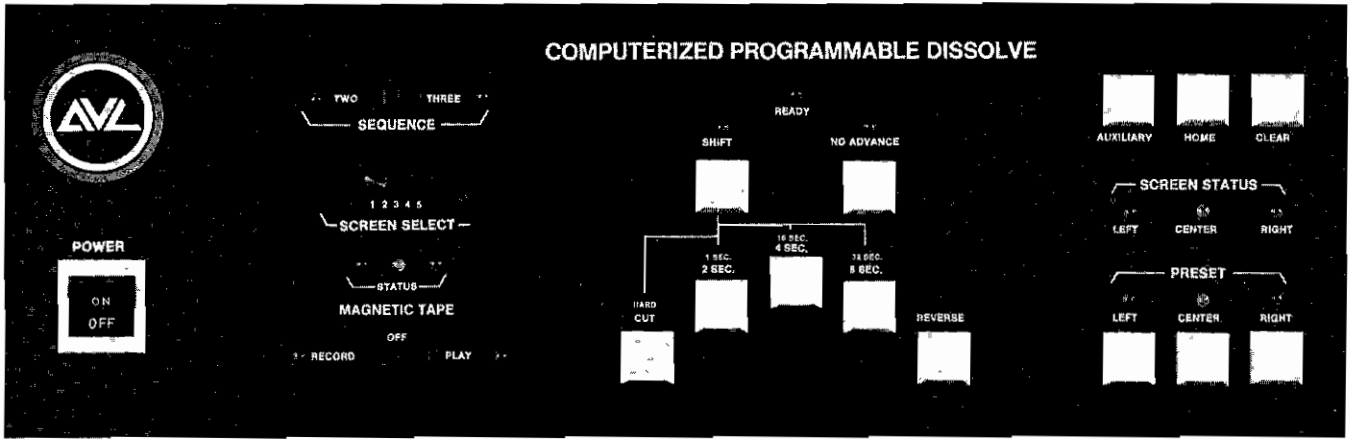 COMPUTERIZED PROGRAMMABLE DISSOLVE
AVL
POWER
ON
OFF
TWO THREE
SEQUENCE
1 2 3 4 5
SCREEN SELECT
STATUS
MAGNETIC TAPE
OFF
RECORD PLAY
READY
SHIFT NO ADVANCE
16 SEC.
4 SEC.
1 SEC.
2 SEC.
32 SEC.
8 SEC.
HARD
CUT
REVERSE
AUXILIARY HOME CLEAR
SCREEN STATUS
LEFT CENTER RIGHT
PRESET
LEFT CENTER RIGHT